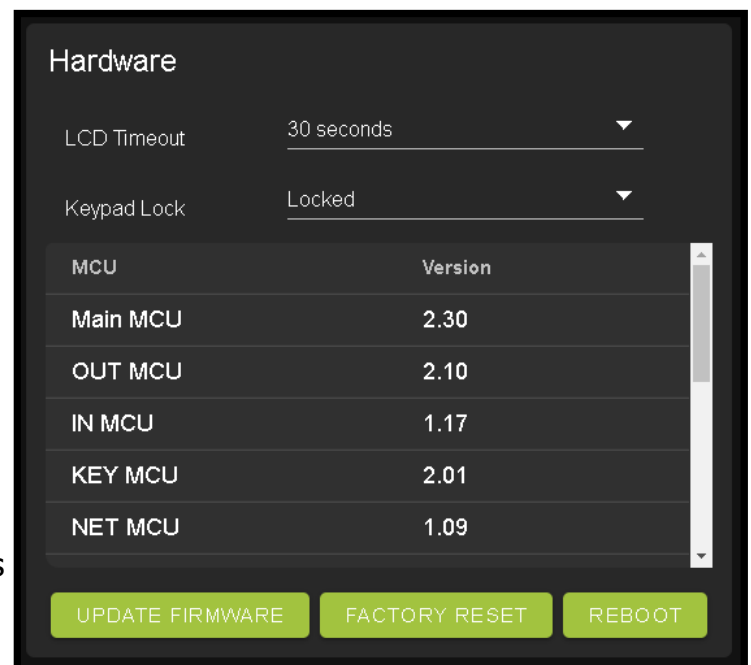 Hardware
LCD Timeout 30 seconds
Keypad Lock Locked
MCU Version
Main MCU 2.30
OUT MCU 2.10
IN MCU 1.17
KEY MCU 2.01
NET MCU 1.09
s
UPDATE FIRMWARE FACTORY RESET REBOOT